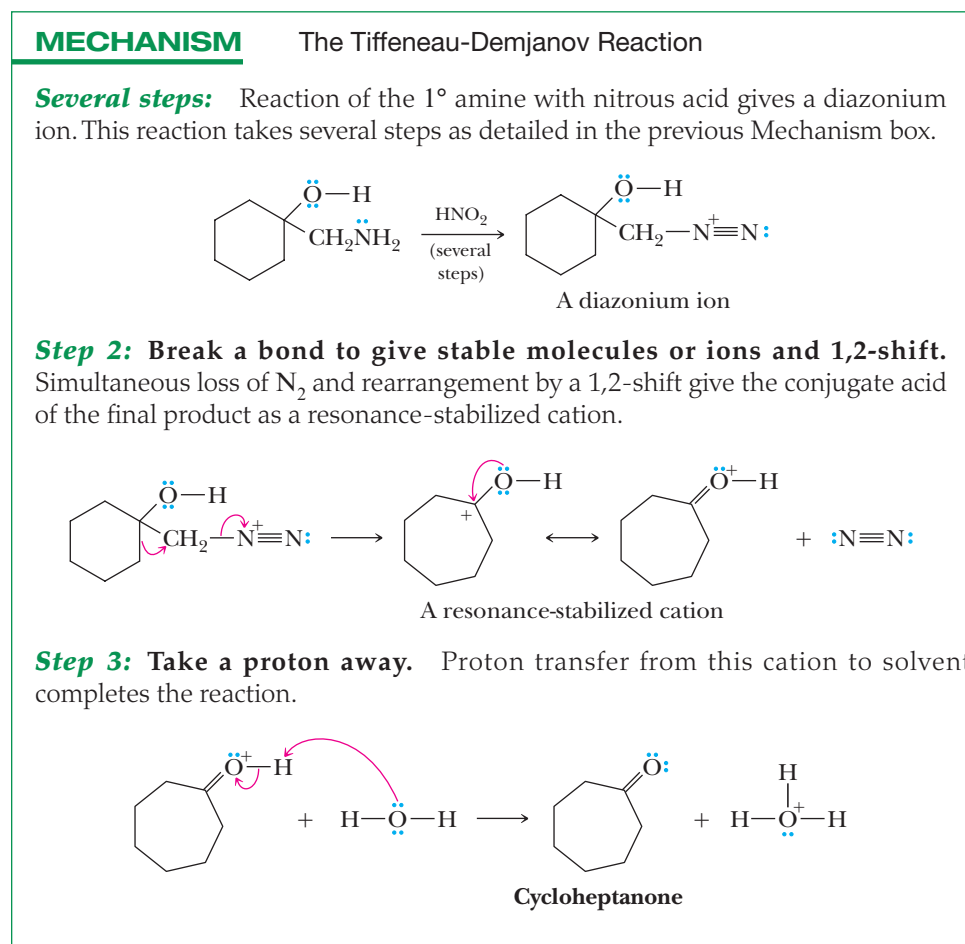 MECHANISM The Tiffeneau-Demjanov Reaction
Several steps: Reaction of the 1° amine with nitrous acid gives a diazonium
ion. This reaction takes several steps as detailed in the previous Mechanism box.
O—H
CH₂NH₂
HNO₂
(several
steps)
O—H
CH₂—N⁺≡N:
A diazonium ion
Step 2: Break a bond to give stable molecules or ions and 1,2-shift.
Simultaneous loss of N₂ and rearrangement by a 1,2-shift give the conjugate acid
of the final product as a resonance-stabilized cation.
O—H
CH₂—N⁺≡N:
O—H
+
O⁺—H
+ :N≡N:
A resonance-stabilized cation
Step 3: Take a proton away. Proton transfer from this cation to solvent
completes the reaction.
O⁺—H
+ H—O—H
O:
+
H
H—O⁺—H
Cycloheptanone